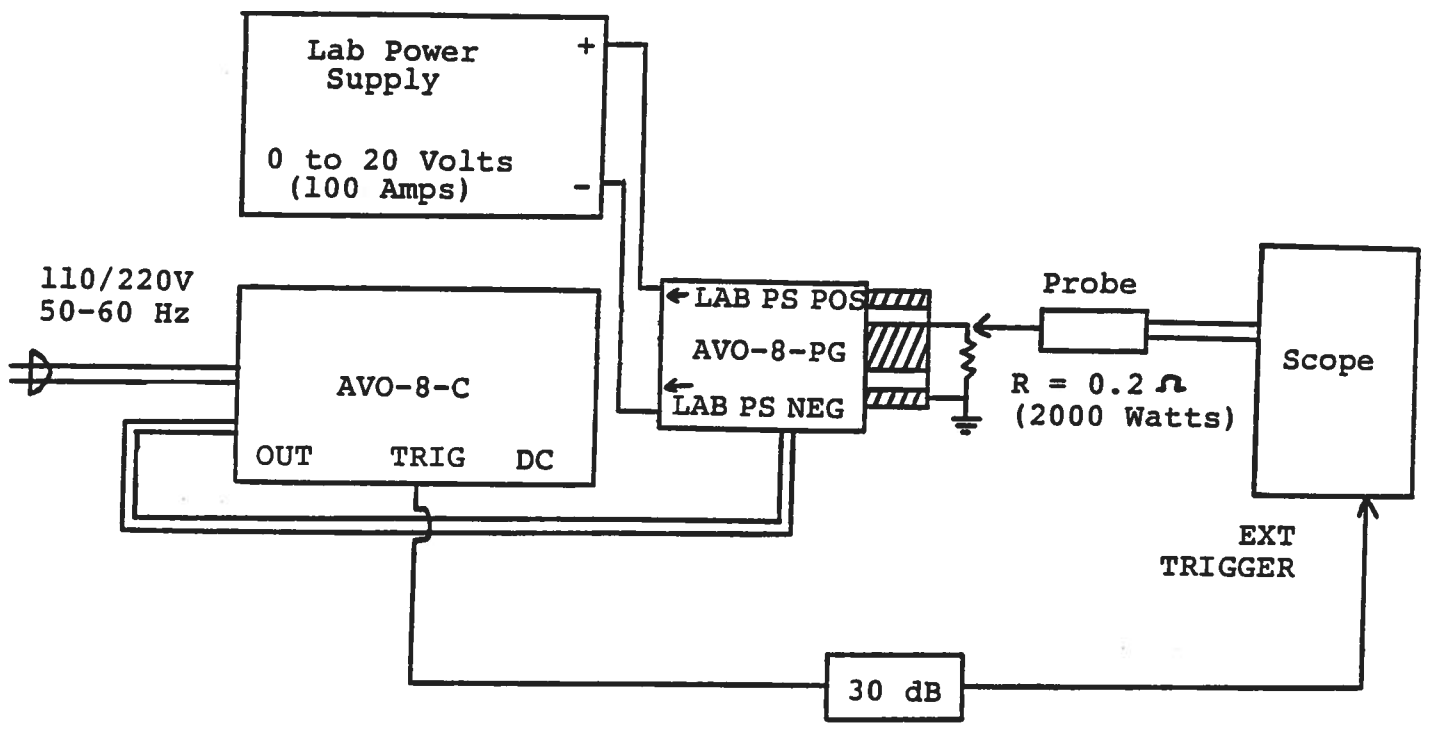 Lab Power +
Supply
0 to 20 Volts
(100 Amps) -
110/220V
50-60 Hz
AVO-8-C
OUT TRIG DC
← LAB PS POS
AVO-8-PG
←
LAB PS NEG
Probe
R = 0.2 Ω
(2000 Watts)
Scope
EXT
TRIGGER
30 dB